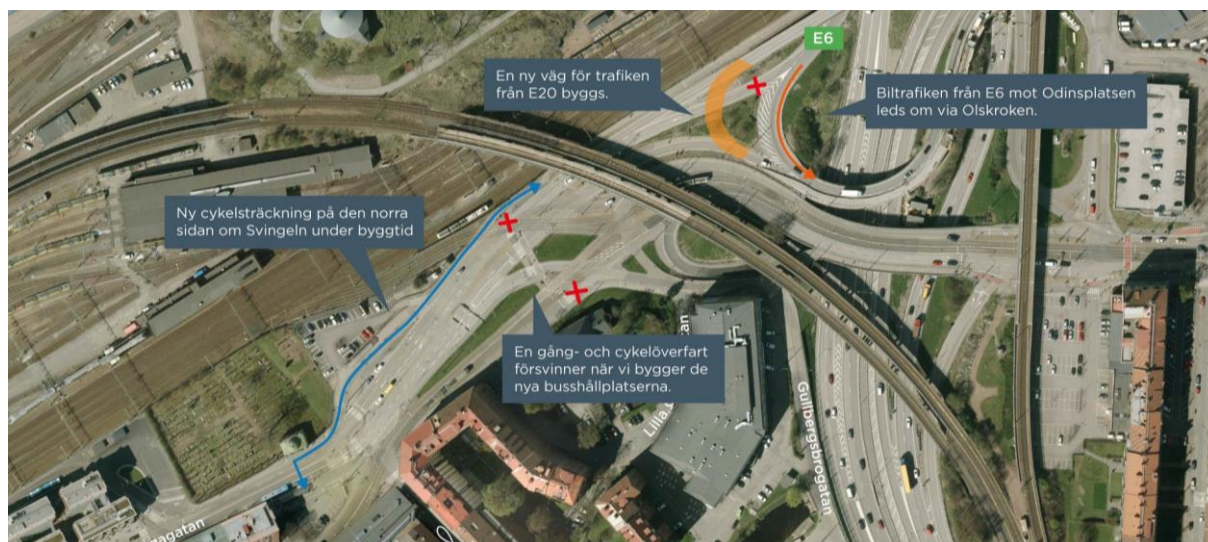 E6
En ny väg för trafiken
från E20 byggs.
Biltrafiken från E6 mot Odinsplatsen
leds om via Olskroken.
Ny cykelsträckning på den norra
sidan om Svingeln under byggtid
En gång- och cykelöverfart
försvinner när vi bygger de
nya busshållplatserna.
Lilla
Gullbergsbrogatan